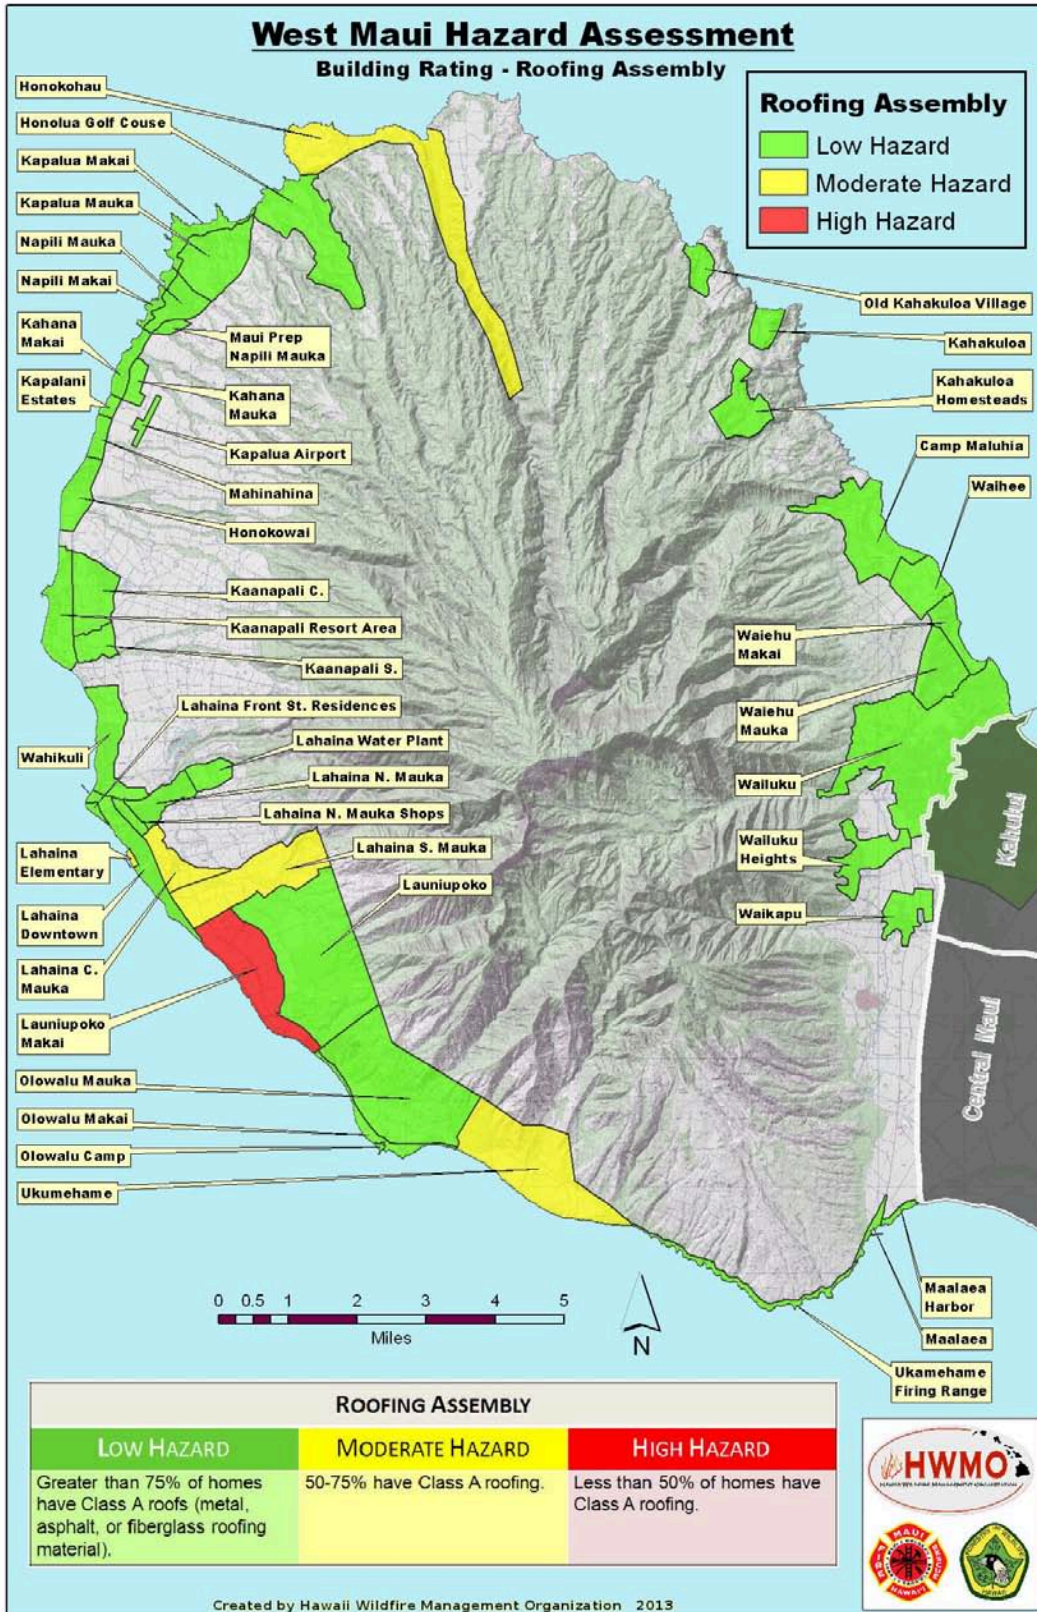 West Maui Hazard Assessment
Building Rating - Roofing Assembly
Roofing Assembly
Low Hazard
Moderate Hazard
High Hazard
Honokohau
Honolua Golf Couse
Kapalua Makai
Kapalua Mauka
Napili Mauka
Napili Makai
Kahana
Makai
Kapalani
Estates
Maui Prep
Napili Mauka
Kahana
Mauka
Kapalua Airport
Mahinahina
Honokowai
Kaanapali C.
Kaanapali Resort Area
Kaanapali S.
Lahaina Front St. Residences
Wahikuli
Lahaina Water Plant
Lahaina N. Mauka
Lahaina N. Mauka Shops
Lahaina
Elementary
Lahaina S. Mauka
Launiupoko
Lahaina
Downtown
Lahaina C.
Mauka
Launiupoko
Makai
Olowalu Mauka
Olowalu Makai
Olowalu Camp
Ukumehame
Old Kahakuloa Village
Kahakuloa
Kahakuloa
Homesteads
Camp Maluhia
Waihee
Waiehu
Makai
Waiehu
Mauka
Wailuku
Wailuku
Heights
Waikapu
Kahului
Central Maui
Maalaea
Harbor
Maalaea
Ukamehame
Firing Range
0 0.5 1 2 3 4 5
Miles
N
ROOFING ASSEMBLY
LOW HAZARD
MODERATE HAZARD
HIGH HAZARD
Greater than 75% of homes
have Class A roofs (metal,
asphalt, or fiberglass roofing
material).
50-75% have Class A roofing.
Less than 50% of homes have
Class A roofing.
HWMO
MAUI
FIRE
HAWAII
Created by Hawaii Wildfire Management Organization 2013